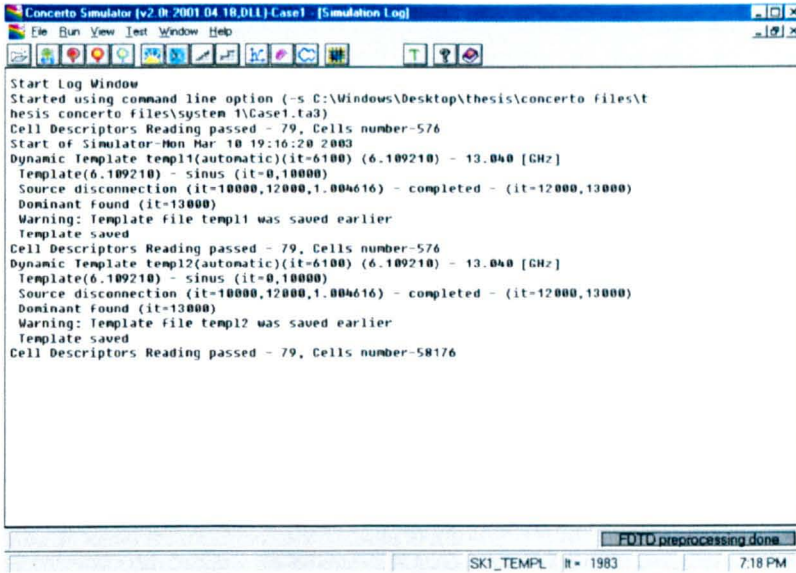 Concerto Simulator (v2.0t 2001.04.18,DLL)-Case1 - [Simulation Log]
File Run View Test Window Help
Start Log Window
Started using command line option (-s C:\Windows\Desktop\thesis\concerto files\t
hesis concerto files\system 1\Case1.ta3)
Cell Descriptors Reading passed - 79, Cells number-576
Start of Simulator-Mon Mar 10 19:16:20 2003
Dynamic Template templ1(automatic)(it=6100) (6.109210) - 13.040 [GHz]
Template(6.109210) - sinus (it=0,10000)
Source disconnection (it=10000,12000,1.004616) - completed - (it=12000,13000)
Dominant found (it=13000)
Warning: Template file templ1 was saved earlier
Template saved
Cell Descriptors Reading passed - 79, Cells number-576
Dynamic Template templ2(automatic)(it=6100) (6.109210) - 13.040 [GHz]
Template(6.109210) - sinus (it=0,10000)
Source disconnection (it=10000,12000,1.004616) - completed - (it=12000,13000)
Dominant found (it=13000)
Warning: Template file templ2 was saved earlier
Template saved
Cell Descriptors Reading passed - 79, Cells number-58176
FDTD preprocessing done
SK1_TEMPL It = 1983 7:18 PM